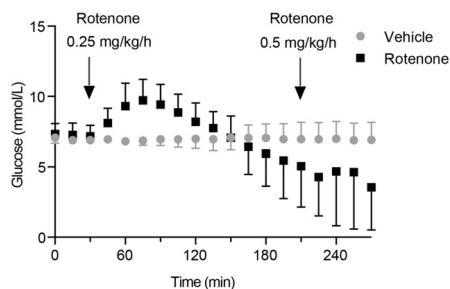 Rotenone
0.25 mg/kg/h
Rotenone
0.5 mg/kg/h
Vehicle
Rotenone
15
10
5
0
Glucose (mmol/L)
0
60
120
180
240
Time (min)